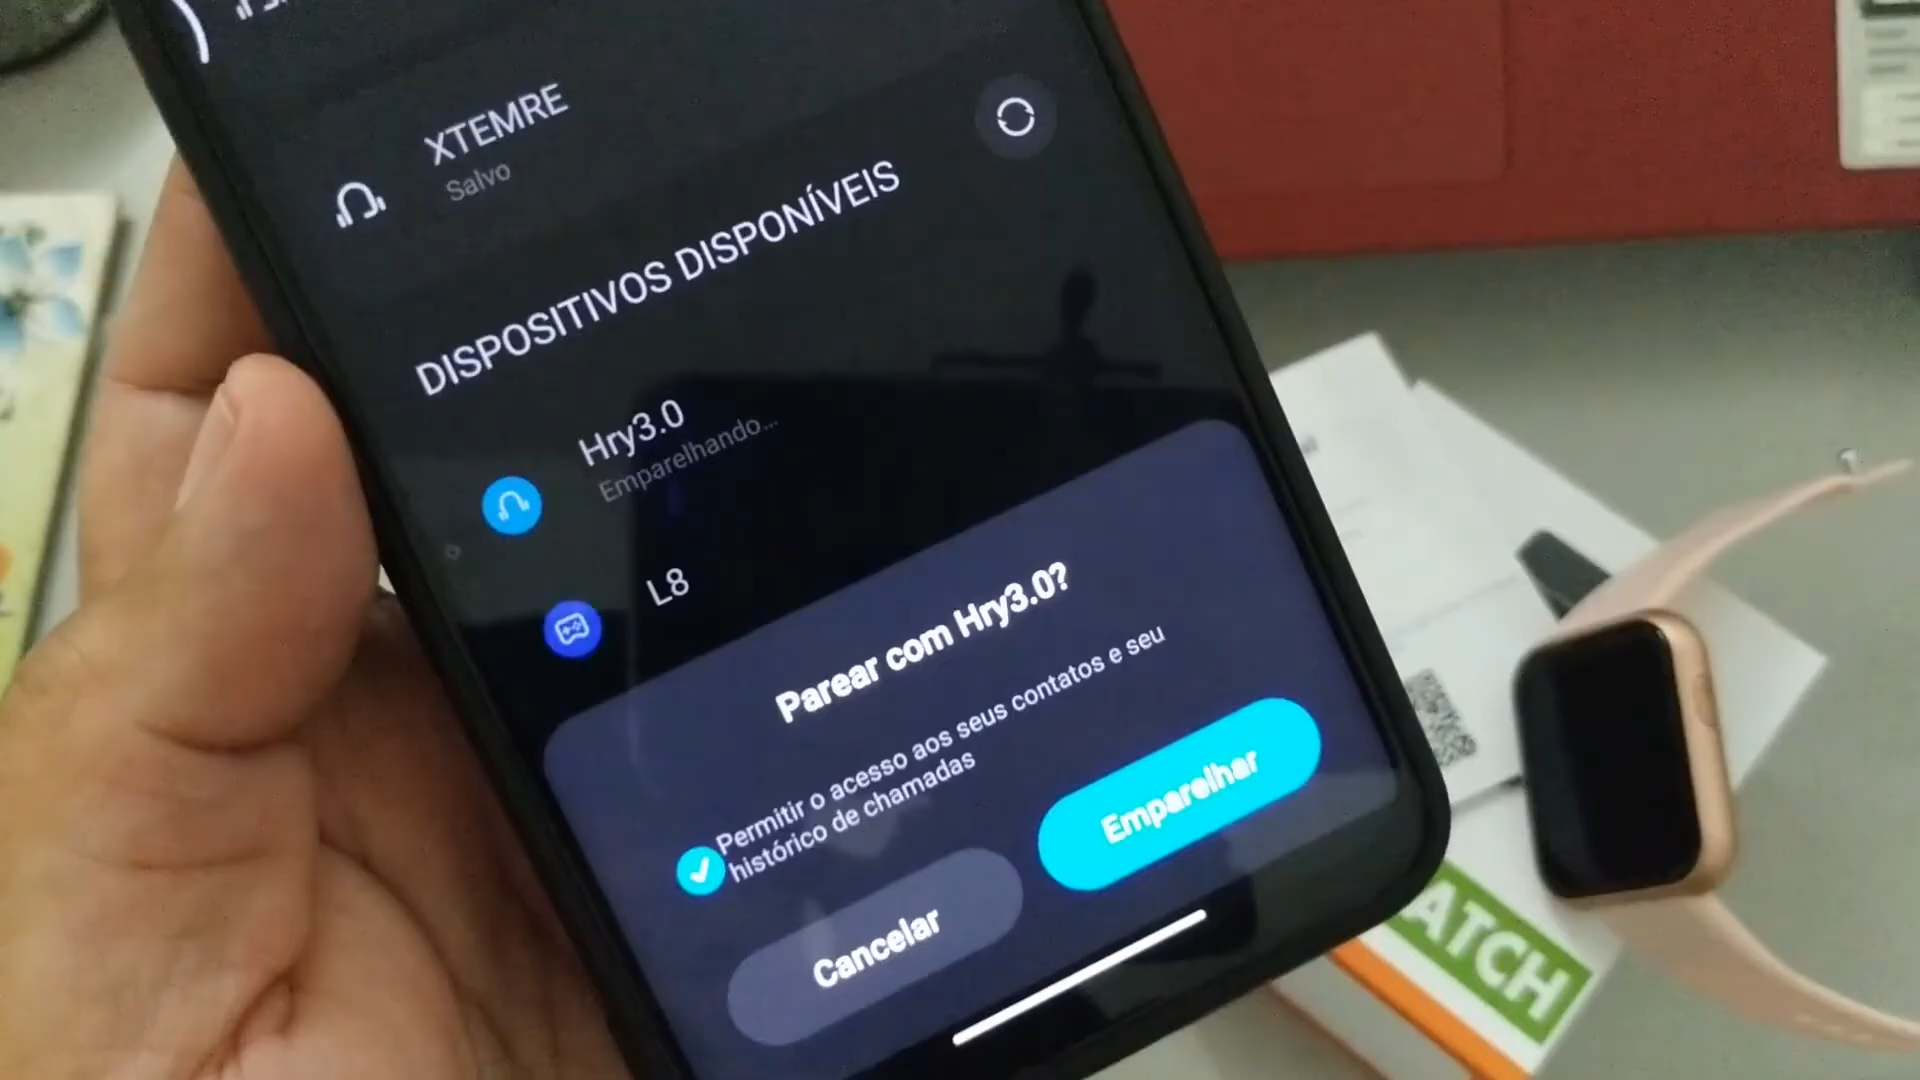 XTEMRE
Salvo
DISPOSITIVOS DISPONÍVEIS
Hry3.0
Emparelhando...
L8
Parear com Hry3.0?
Permitir o acesso aos seus contatos e seu
histórico de chamadas
Cancelar
Emparelhar
ATCH